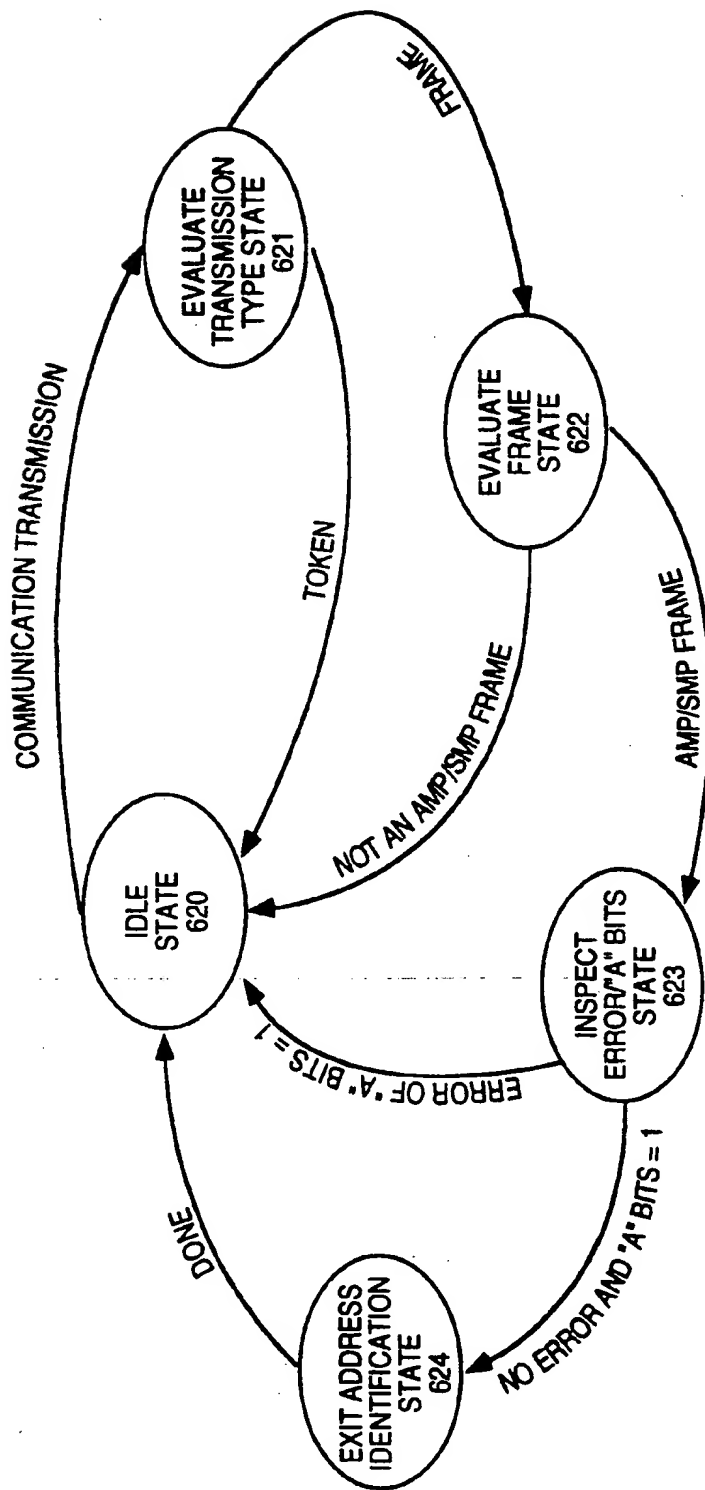 COMMUNICATION TRANSMISSION
IDLE
STATE
620
EVALUATE
TRANSMISSION
TYPE STATE
621
TOKEN
FRAME
EVALUATE
FRAME
STATE
622
NOT AN AMP/SMP FRAME
AMP/SMP FRAME
INSPECT
ERROR/"A" BITS
STATE
623
ERROR OF "A" BITS = 1
NO ERROR AND "A" BITS = 1
EXIT ADDRESS
IDENTIFICATION
STATE
624
DONE